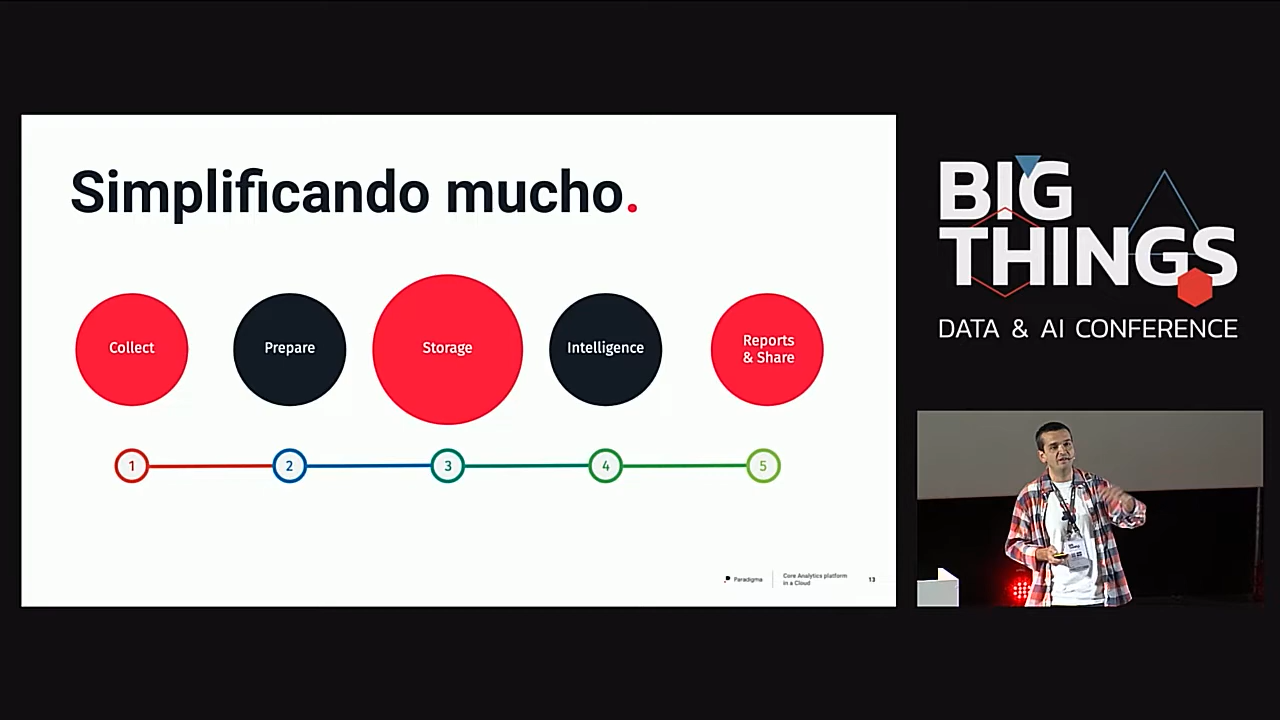 Simplificando mucho.
Collect
Prepare
Storage
Intelligence
Reports
& Share
1
2
3
4
5
Paradigma
Core Analytics platform
in a Cloud
13
BIG
THINGS
DATA & AI CONFERENCE